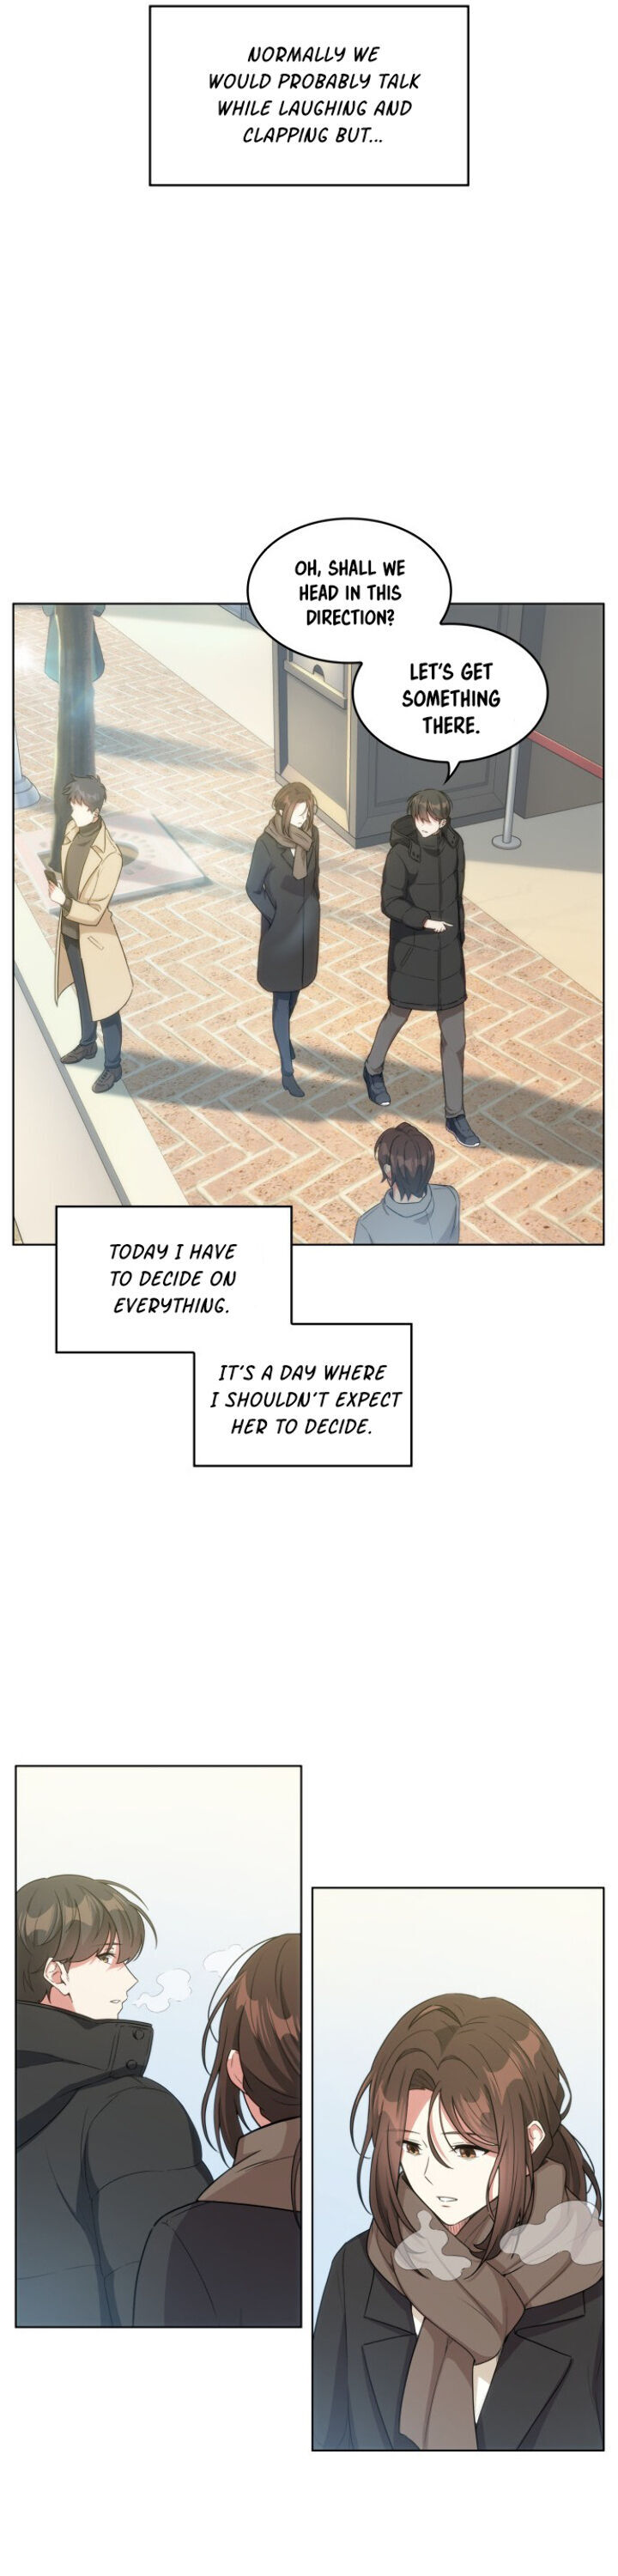 NORMALLY WE
WOULD PROBABLY TALK
WHILE LAUGHING AND
CLAPPING BUT...
OH, SHALL WE
HEAD IN THIS
DIRECTION?
LET'S GET
SOMETHING
THERE.
TODAY I HAVE
TO DECIDE ON
EVERYTHING.
IT'S A DAY WHERE
I SHOULDN'T EXPECT
HER TO DECIDE.